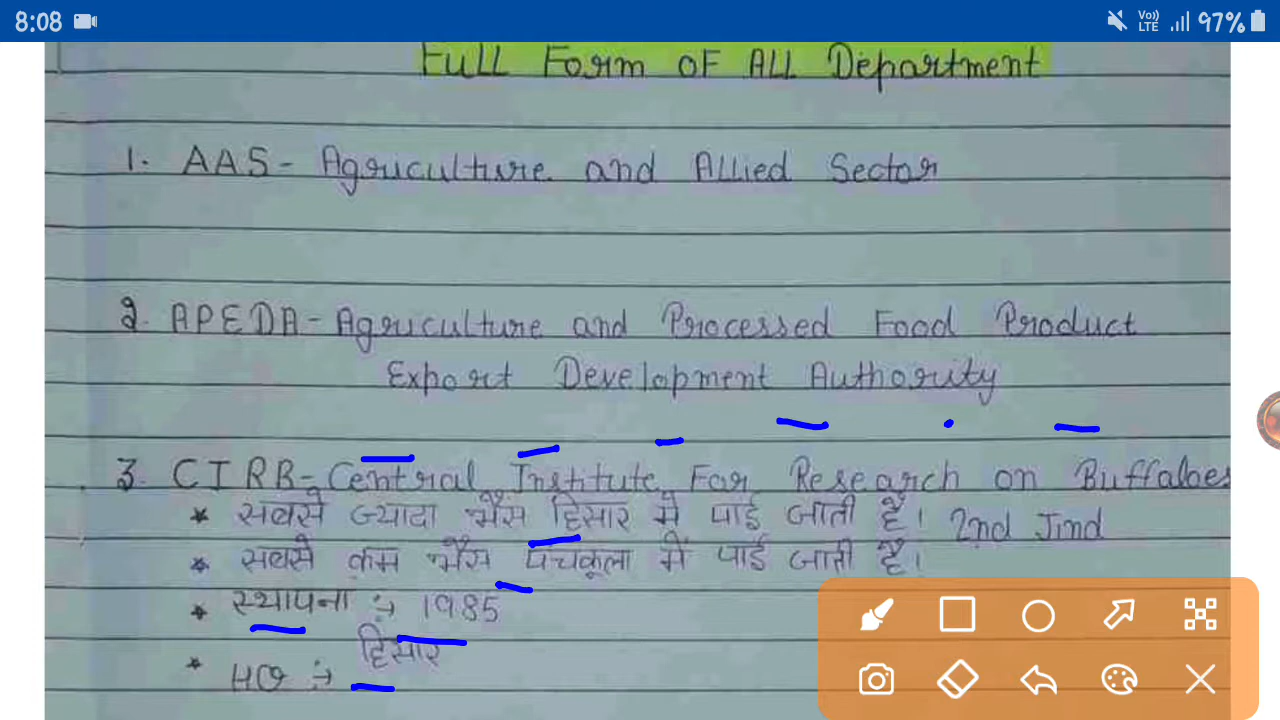 8:08 Vo)) LTE 97%
Full Form of All Department
1. AAS - Agriculture and Allied Sector
2. APEDA - Agriculture and Processed Food Product
Export Development Authority
3. CIRB - Central Institute For Research on Buffaloes
* सबसे ज्यादा भैंस हिसार में पाई जाती है। 2nd Jind
* सबसे कम भैंस पंचकूला में पाई जाती है।
* स्थापना :- 1985
* HQ :- हिसार